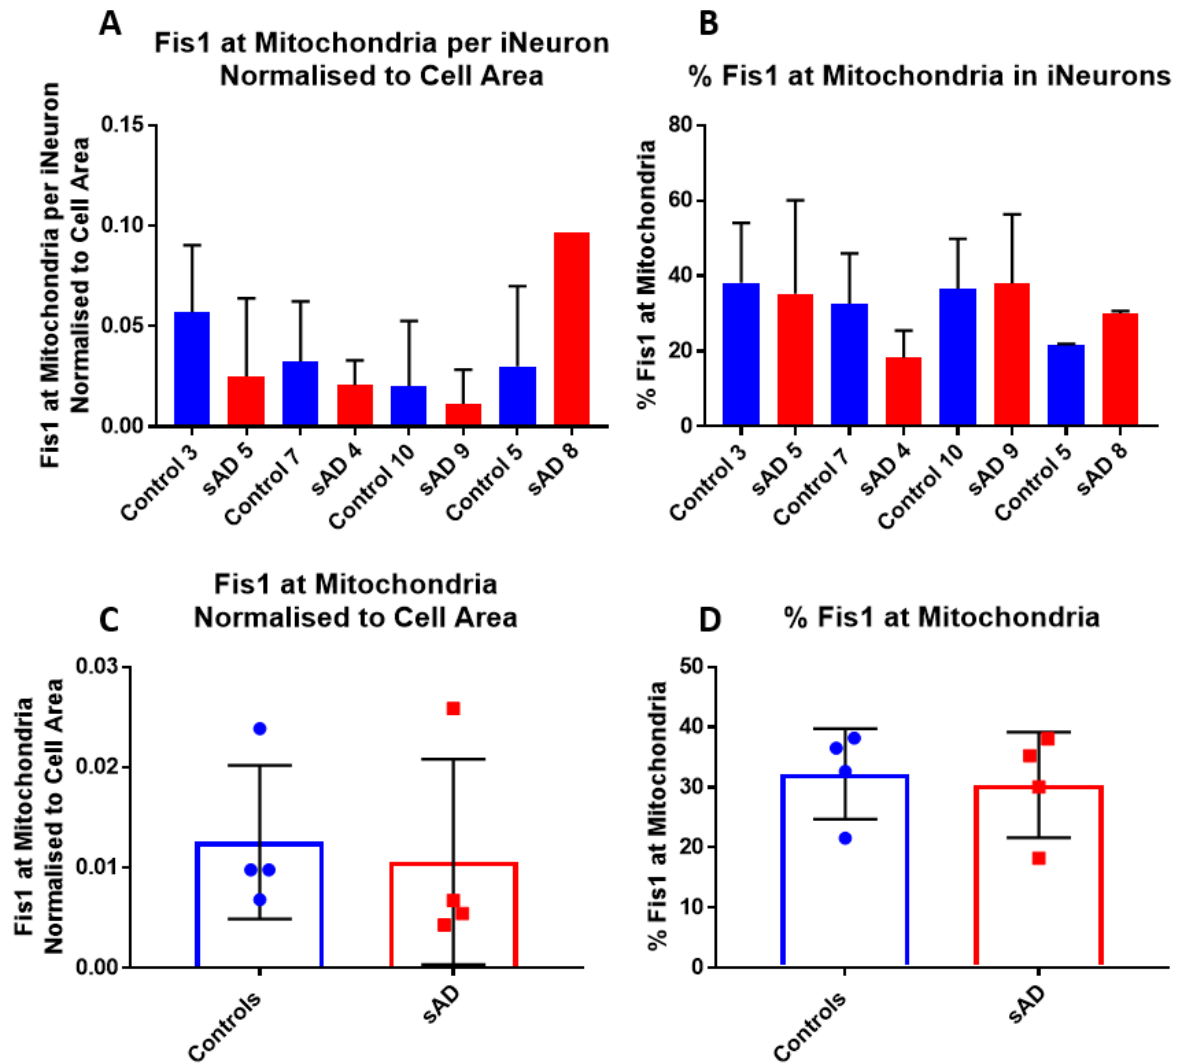 A
Fis1 at Mitochondria per iNeuron
Normalised to Cell Area
Fis1 at Mitochondria per iNeuron
Normalised to Cell Area
0.15
0.10
0.05
0.00
Control 3
sAD 5
Control 7
sAD 4
Control 10
sAD 9
Control 5
sAD 8
B
% Fis1 at Mitochondria in iNeurons
% Fis1 at Mitochondria
80
60
40
20
0
Control 3
sAD 5
Control 7
sAD 4
Control 10
sAD 9
Control 5
sAD 8
C
Fis1 at Mitochondria
Normalised to Cell Area
Fis1 at Mitochondria
Normalised to Cell Area
0.03
0.02
0.01
0.00
Controls
sAD
D
% Fis1 at Mitochondria
% Fis1 at Mitochondria
50
40
30
20
10
0
Controls
sAD